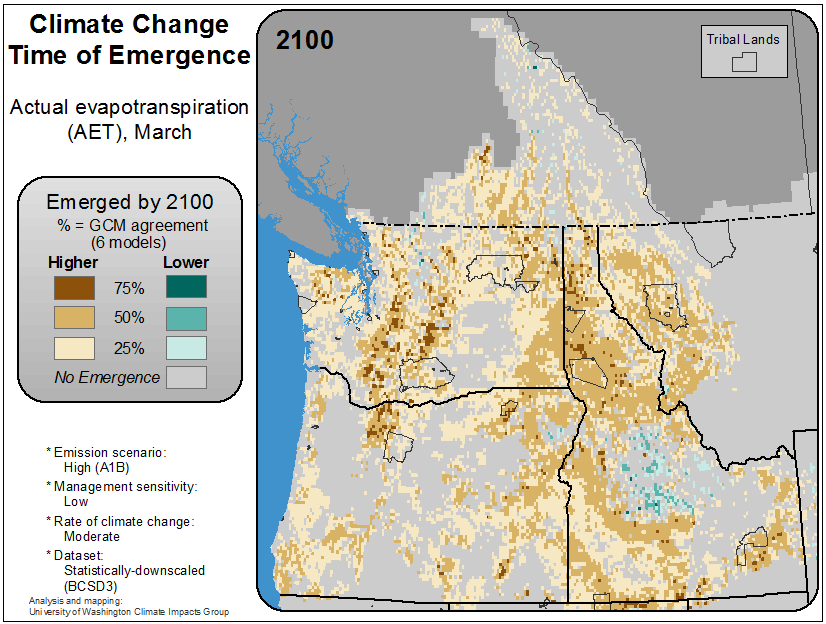 Climate Change
Time of Emergence
Actual evapotranspiration
(AET), March
Emerged by 2100
% = GCM agreement
(6 models)
Higher Lower
75%
50%
25%
No Emergence
* Emission scenario:
High (A1B)
* Management sensitivity:
Low
* Rate of climate change:
Moderate
* Dataset:
Statistically-downscaled
(BCSD3)
Analysis and mapping:
University of Washington Climate Impacts Group
2100
Tribal Lands